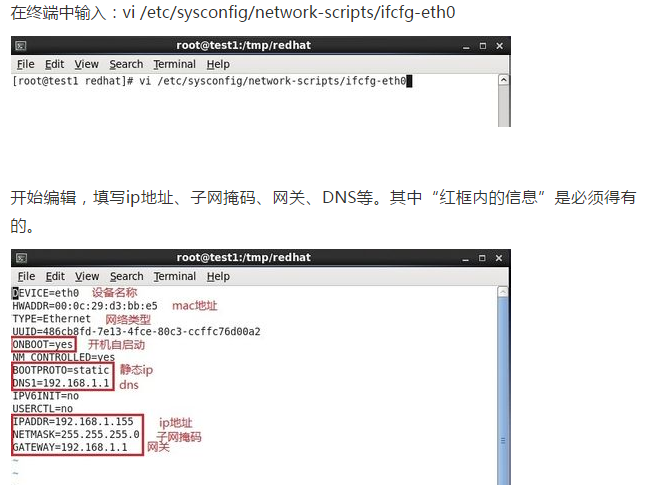 在终端中输入：vi /etc/sysconfig/network-scripts/ifcfg-eth0
root@test1:/tmp/redhat
File Edit View Search Terminal Help
[root@test1 redhat]# vi /etc/sysconfig/network-scripts/ifcfg-eth0
开始编辑，填写ip地址、子网掩码、网关、DNS等。其中“红框内的信息”是必须得有
的。
root@test1:/tmp/redhat
File Edit View Search Terminal Help
DEVICE=eth0 设备名称
HWADDR=00:0c:29:d3:bb:e5 mac地址
TYPE=Ethernet 网络类型
UUID=486cb8fd-7e13-4fce-80c3-ccffc76d00a2
ONBOOT=yes 开机自启动
NM_CONTROLLED=yes
BOOTPROTO=static 静态ip
DNS1=192.168.1.1 dns
IPV6INIT=no
USERCTL=no
IPADDR=192.168.1.155 ip地址
NETMASK=255.255.255.0 子网掩码
GATEWAY=192.168.1.1 网关
~
~